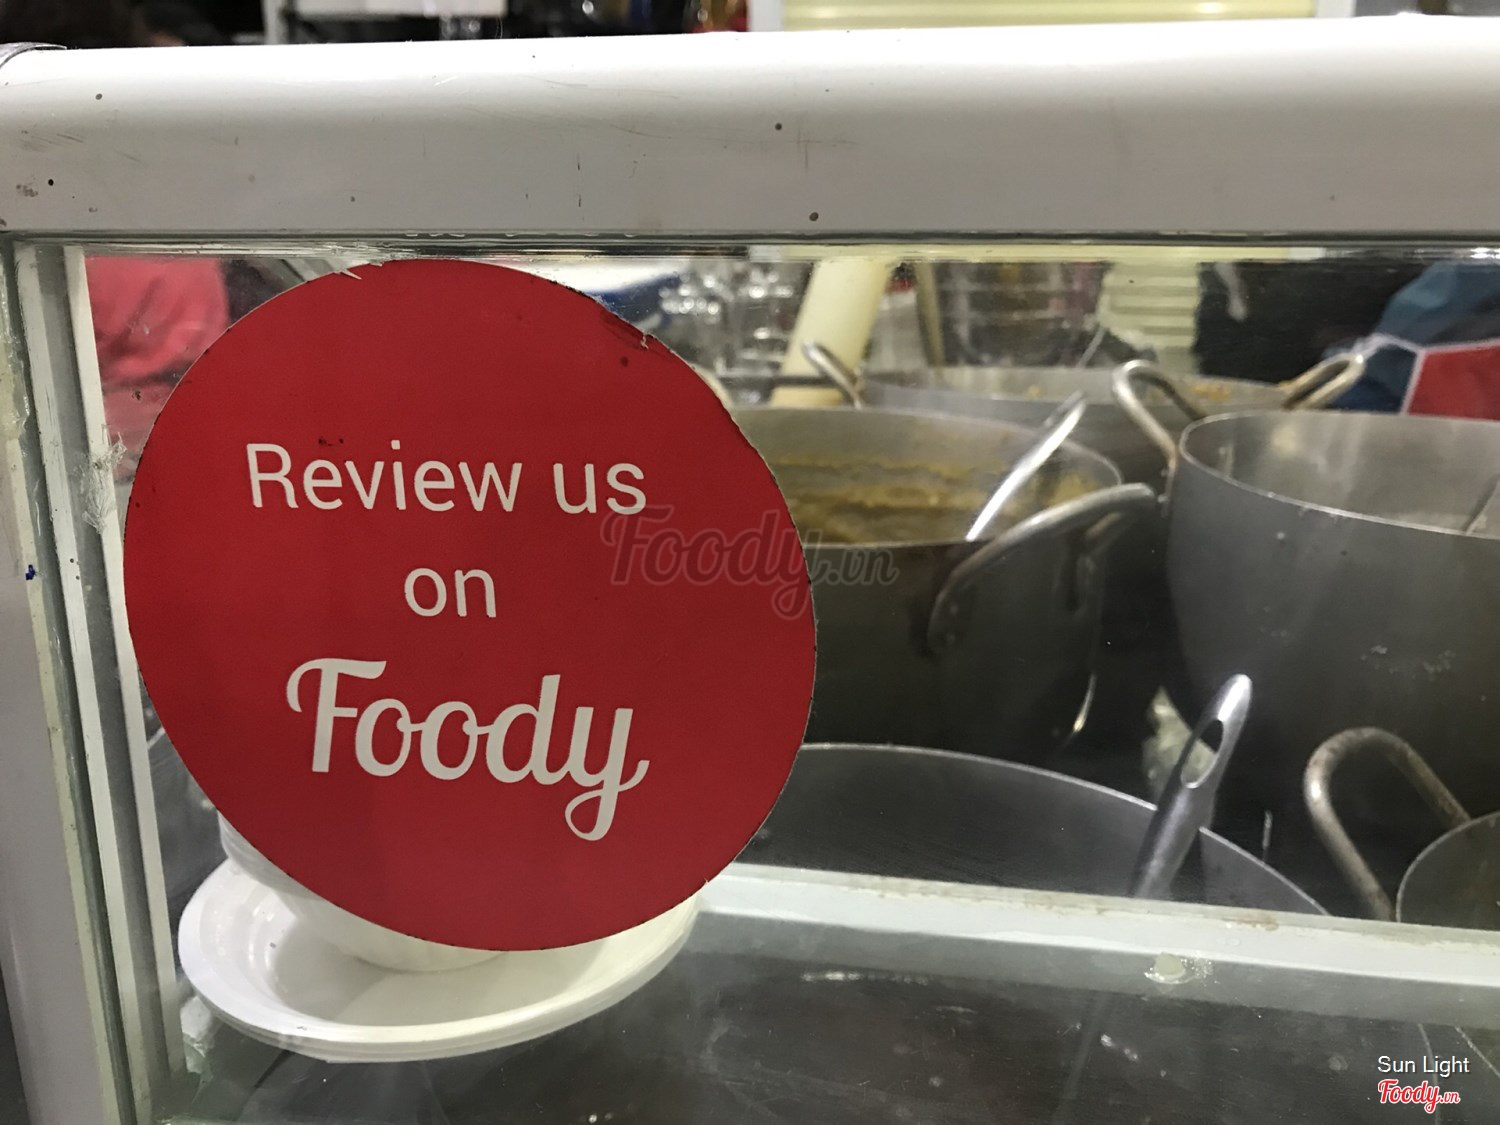 Review us
on
Foody
Foody.vn
Sun Light
Foody.vn